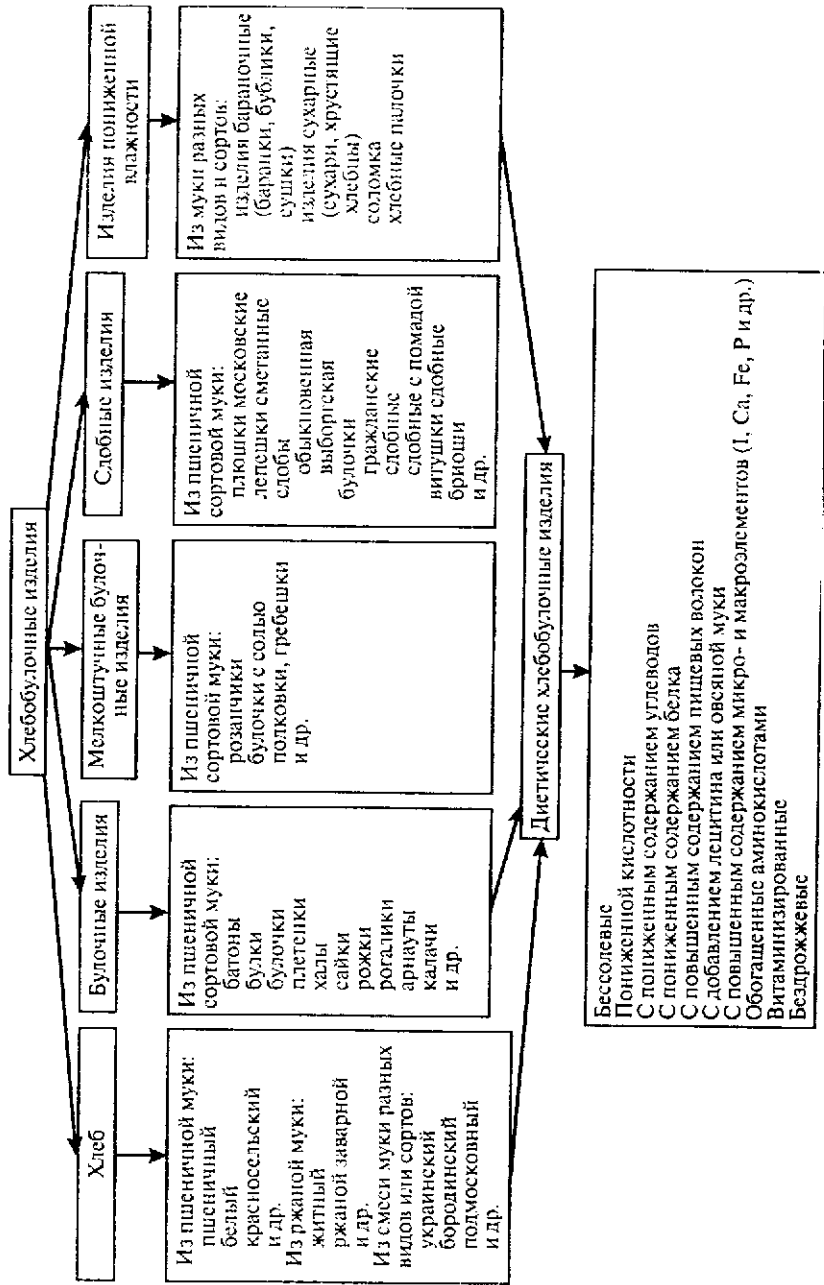 Хлебобулочные изделия
Хлеб
Из пшеничной муки:
пшеничный
белый
красносельский
и др.
Из ржаной муки:
житный
ржаной заварной
и др.
Из смеси муки разных
видов или сортов:
украинский
бородинский
подмосковный
и др.
Булочные изделия
Из пшеничной
сортовой муки:
батоны
булки
булочки
плетенки
халы
сайки
рожки
рогалики
арнауты
калачи
и др.
Мелкоштучные булоч-
ные изделия
Из пшеничной
сортовой муки:
розанчики
булочки с солью
полковки, гребешки
и др.
Сдобные изделия
Из пшеничной
сортовой муки:
плюшки московские
лепешки сметанные
сдобы
обыкновенная
выборгская
булочки
гражданские
сдобные
сдобные с помадой
витушки сдобные
бриоши
и др.
Изделия пониженной
влажности
Из муки разных
видов и сортов:
изделия бараночные
(баранки, бублики,
сушки)
изделия сухарные
(сухари, хрустящие
хлебцы)
соломка
хлебные палочки
Диетические хлебобулочные изделия
Бессолевые
Пониженной кислотности
С пониженным содержанием углеводов
С пониженным содержанием белка
С повышенным содержанием пищевых волокон
С добавлением лецитина или овсяной муки
С повышенным содержанием микро- и макроэлементов (I, Ca, Fe, P и др.)
Обогащенные аминокислотами
Витаминизированные
Бездрожжевые